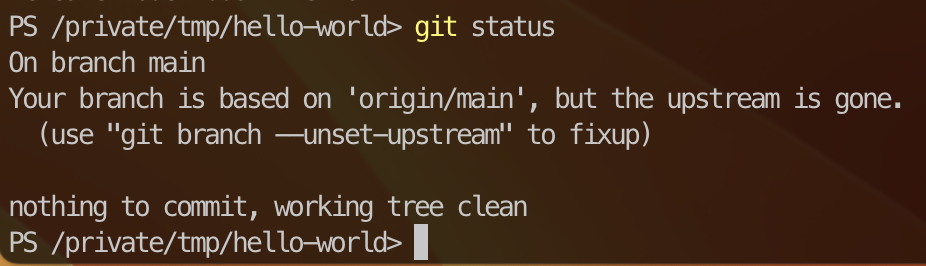 PS /private/tmp/hello-world> git status
On branch main
Your branch is based on 'origin/main', but the upstream is gone.
  (use "git branch --unset-upstream" to fixup)

nothing to commit, working tree clean
PS /private/tmp/hello-world>